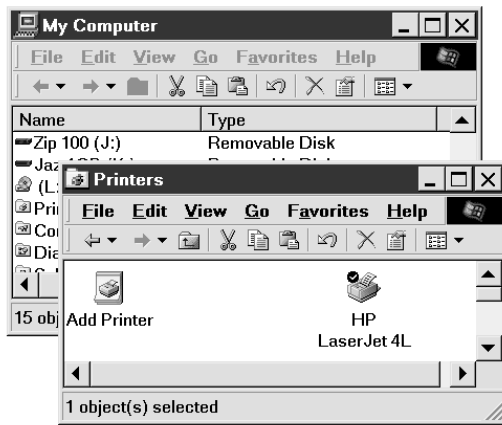 My Computer
File Edit View Go Favorites Help
Name Type
Zip 100 (J:) Removable Disk
(L:
15 obj
Printers
File Edit View Go Favorites Help
Add Printer
HP
LaserJet 4L
1 object(s) selected